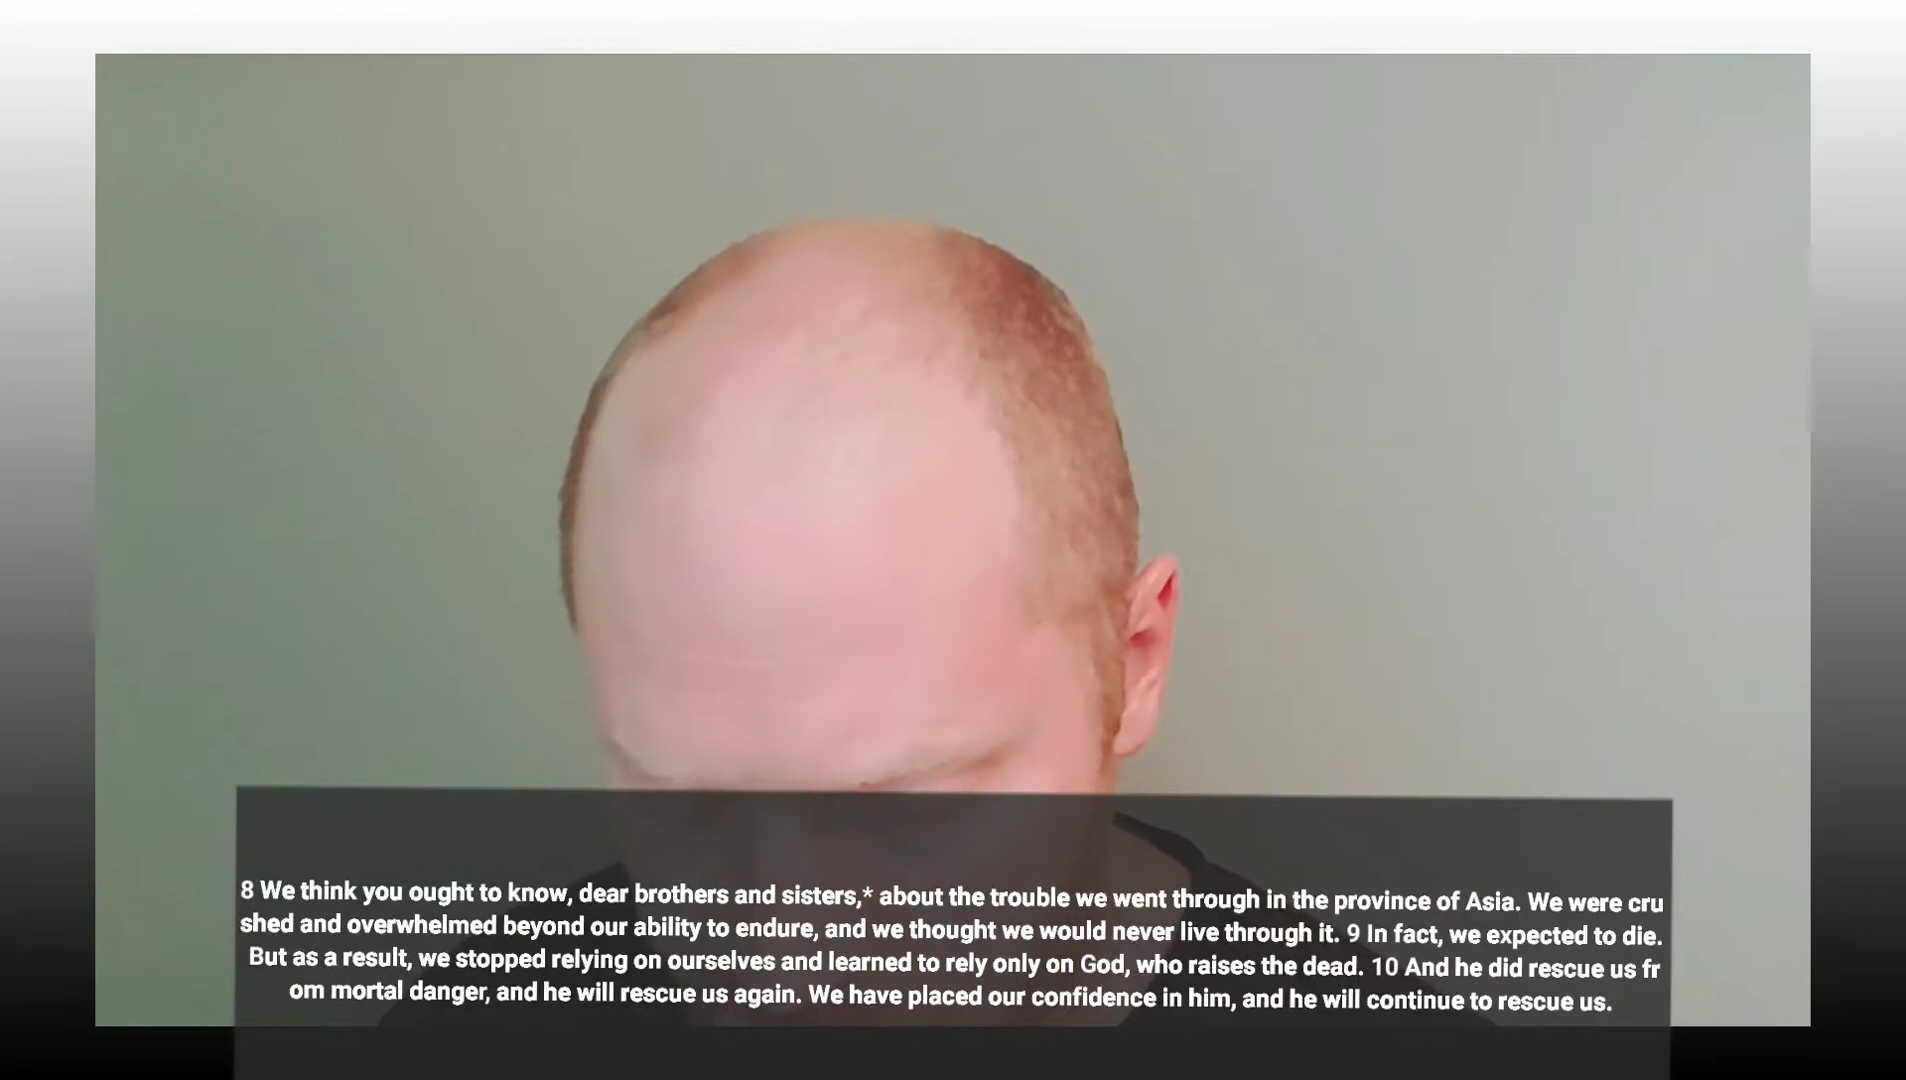 8 We think you ought to know, dear brothers and sisters,* about the trouble we went through in the province of Asia. We were cru
shed and overwhelmed beyond our ability to endure, and we thought we would never live through it. 9 In fact, we expected to die.
But as a result, we stopped relying on ourselves and learned to rely only on God, who raises the dead. 10 And he did rescue us fr
om mortal danger, and he will rescue us again. We have placed our confidence in him, and he will continue to rescue us.